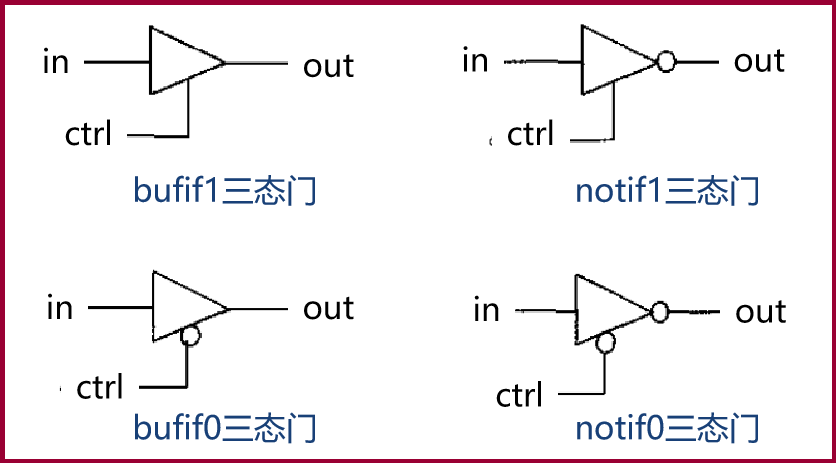 in out in out
ctrl ctrl
bufif1三态门 notif1三态门
in out in out
ctrl ctrl
bufif0三态门 notif0三态门